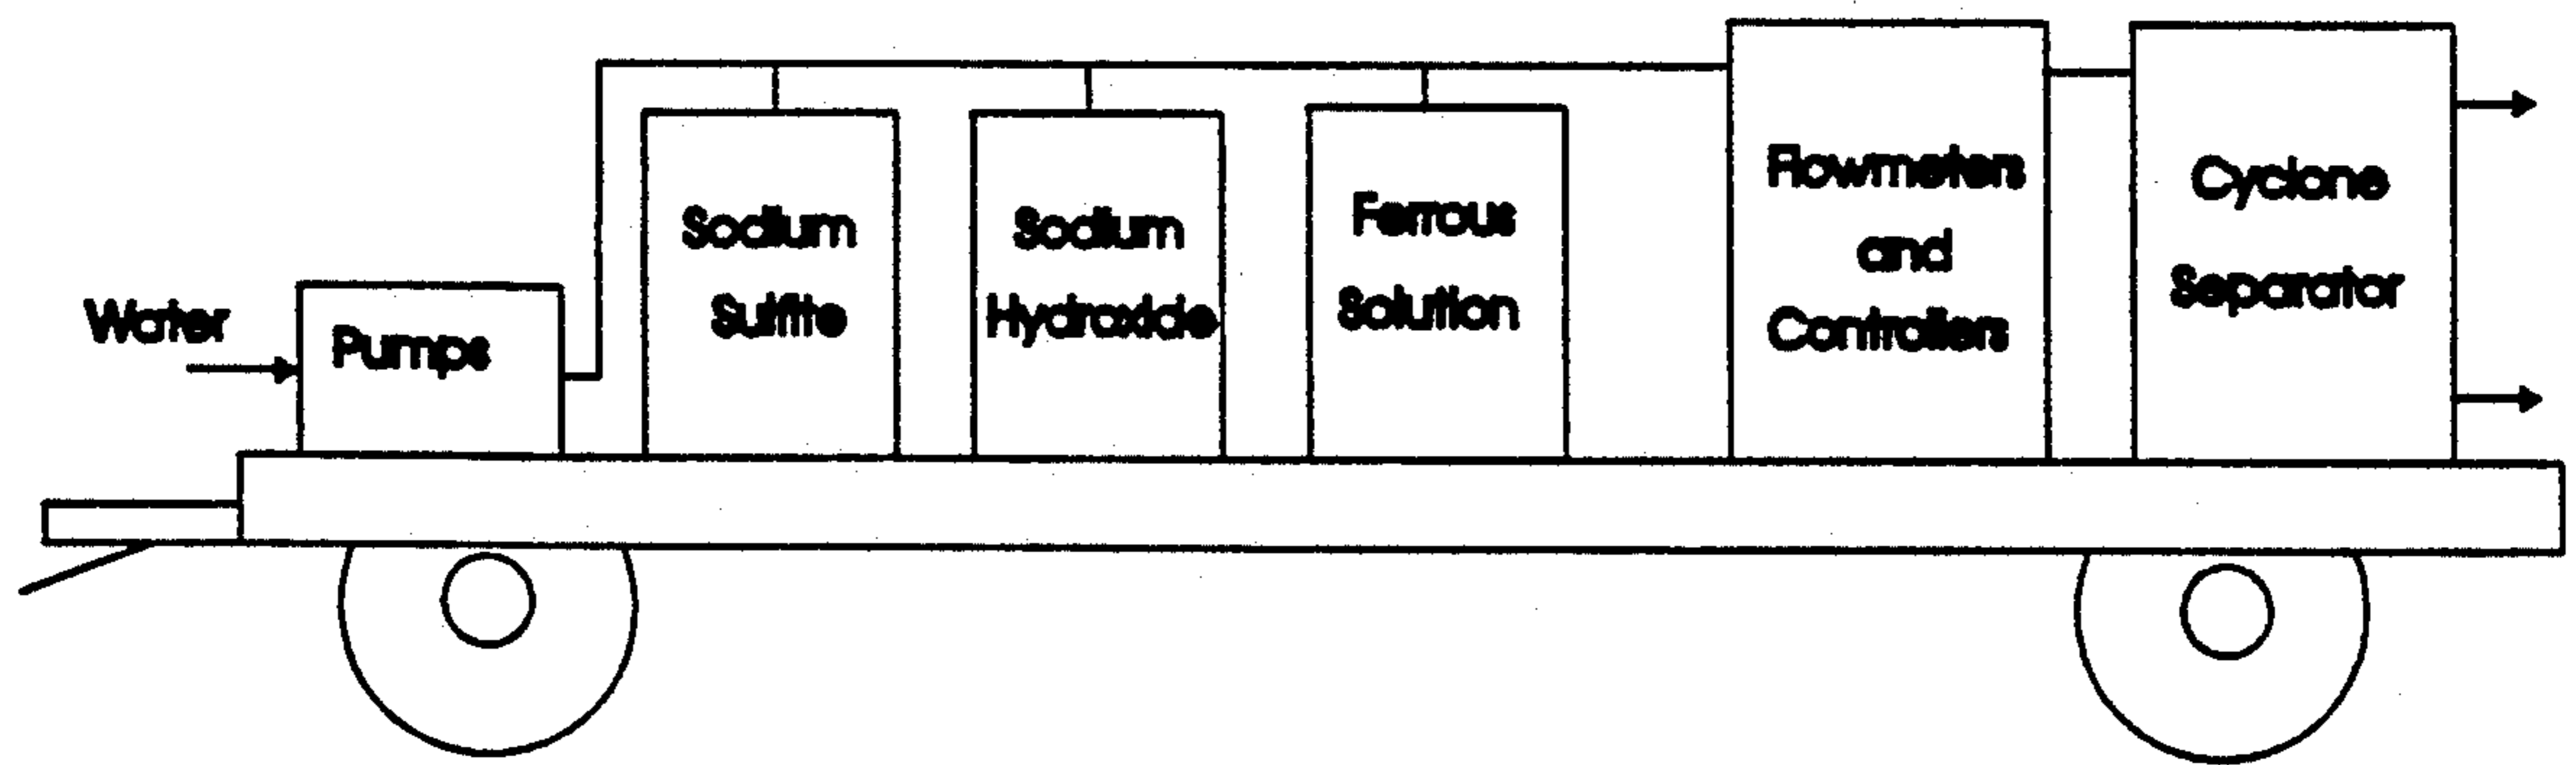 Water
Pumps
Sodium
Sulfite
Sodium
Hydroxide
Ferrous
Solution
Flowmeters
and
Controllers
Cyclone
Separator